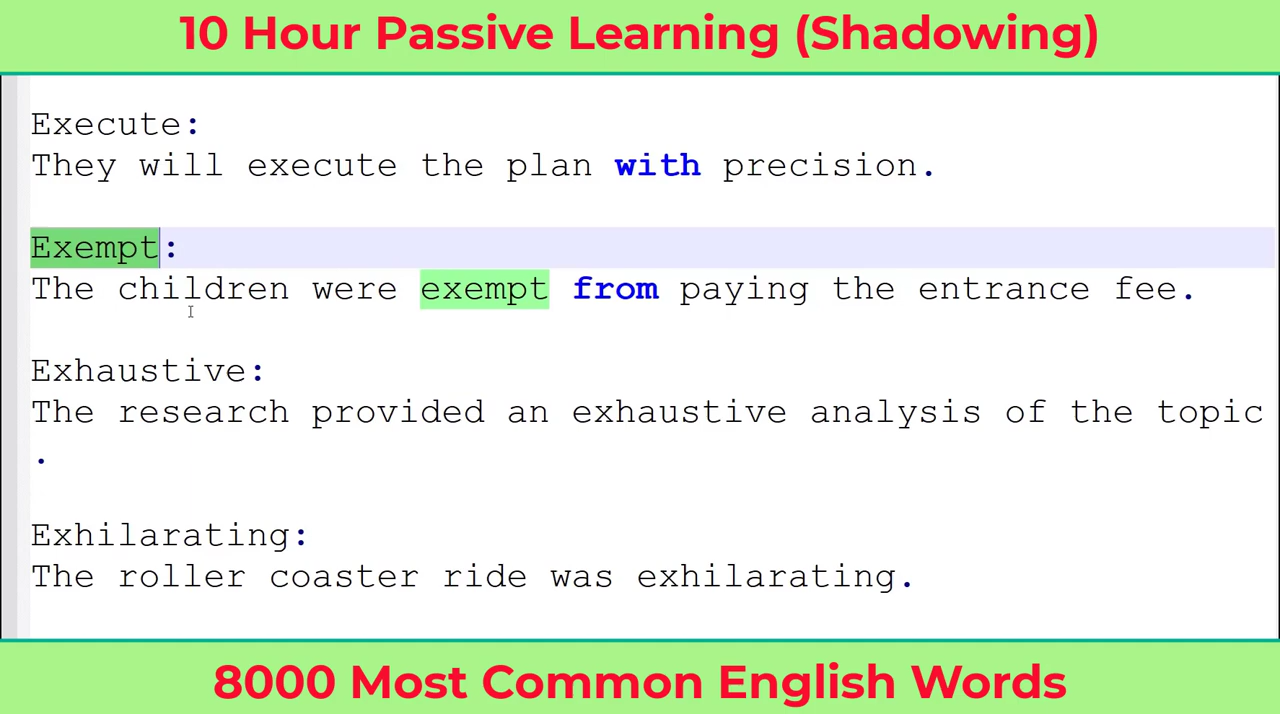 10 Hour Passive Learning (Shadowing)
Execute:
They will execute the plan with precision.
Exempt:
The children were exempt from paying the entrance fee.
Exhaustive:
The research provided an exhaustive analysis of the topic
.
Exhilarating:
The roller coaster ride was exhilarating.
8000 Most Common English Words